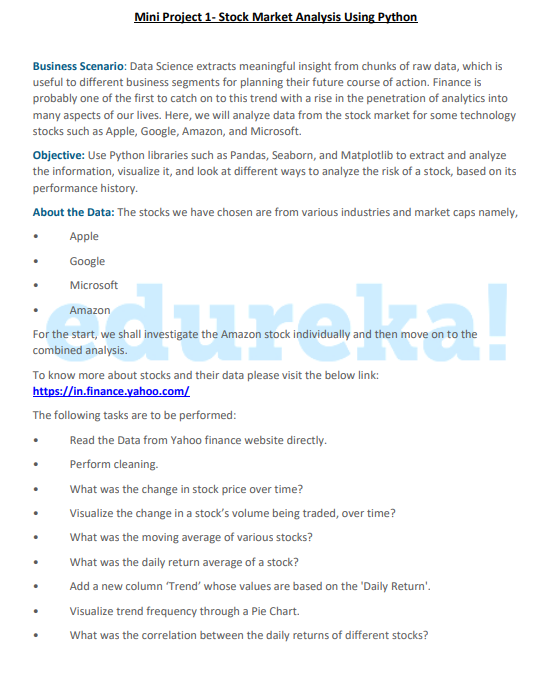 Mini Project 1- Stock Market Analysis Using Python
Business Scenario: Data Science extracts meaningful insight from chunks of raw data, which is
useful to different business segments for planning their future course of action. Finance is
probably one of the first to catch on to this trend with a rise in the penetration of analytics into
many aspects of our lives. Here, we will analyze data from the stock market for some technology
stocks such as Apple, Google, Amazon, and Microsoft.
Objective: Use Python libraries such as Pandas, Seaborn, and Matplotlib to extract and analyze
the information, visualize it, and look at different ways to analyze the risk of a stock, based on its
performance history.
About the Data: The stocks we have chosen are from various industries and market caps namely,
• Apple
• Google
• Microsoft
• Amazon
edureka!
For the start, we shall investigate the Amazon stock individually and then move on to the
combined analysis.
To know more about stocks and their data please visit the below link:
https://in.finance.yahoo.com/
The following tasks are to be performed:
• Read the Data from Yahoo finance website directly.
• Perform cleaning.
• What was the change in stock price over time?
• Visualize the change in a stock’s volume being traded, over time?
• What was the moving average of various stocks?
• What was the daily return average of a stock?
• Add a new column ‘Trend’ whose values are based on the 'Daily Return'.
• Visualize trend frequency through a Pie Chart.
• What was the correlation between the daily returns of different stocks?